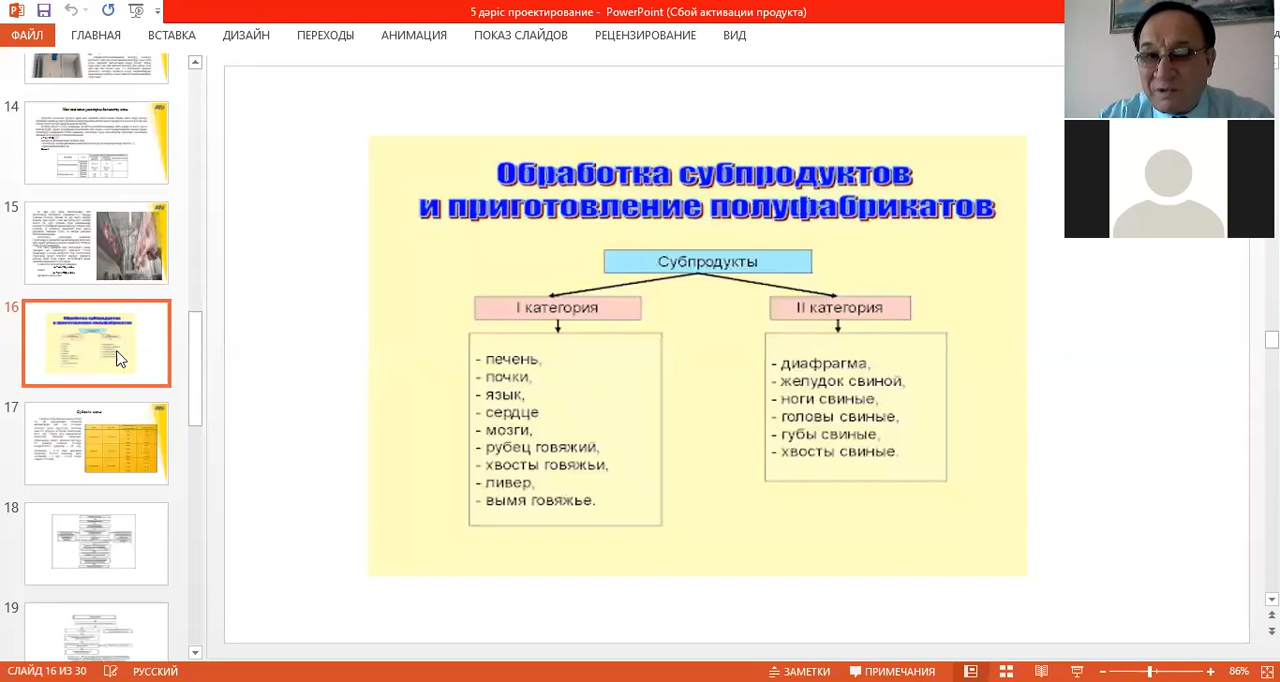 5 дәріс проектирование - PowerPoint (Сбой активации продукта)
ФАЙЛ ГЛАВНАЯ ВСТАВКА ДИЗАЙН ПЕРЕХОДЫ АНИМАЦИЯ ПОКАЗ СЛАЙДОВ РЕЦЕНЗИРОВАНИЕ ВИД
14
15
16
17
18
19
Обработка субпродуктов
и приготовление полуфабрикатов
Субпродукты
I категория
- печень,
- почки,
- язык,
- сердце
- мозги,
- рубец говяжий,
- хвосты говяжьи,
- ливер,
- вымя говяжье.
II категория
- диафрагма,
- желудок свиной,
- ноги свиные,
- головы свиные,
- губы свиные,
- хвосты свиные.
СЛАЙД 16 ИЗ 30 РУССКИЙ ЗАМЕТКИ ПРИМЕЧАНИЯ 86%